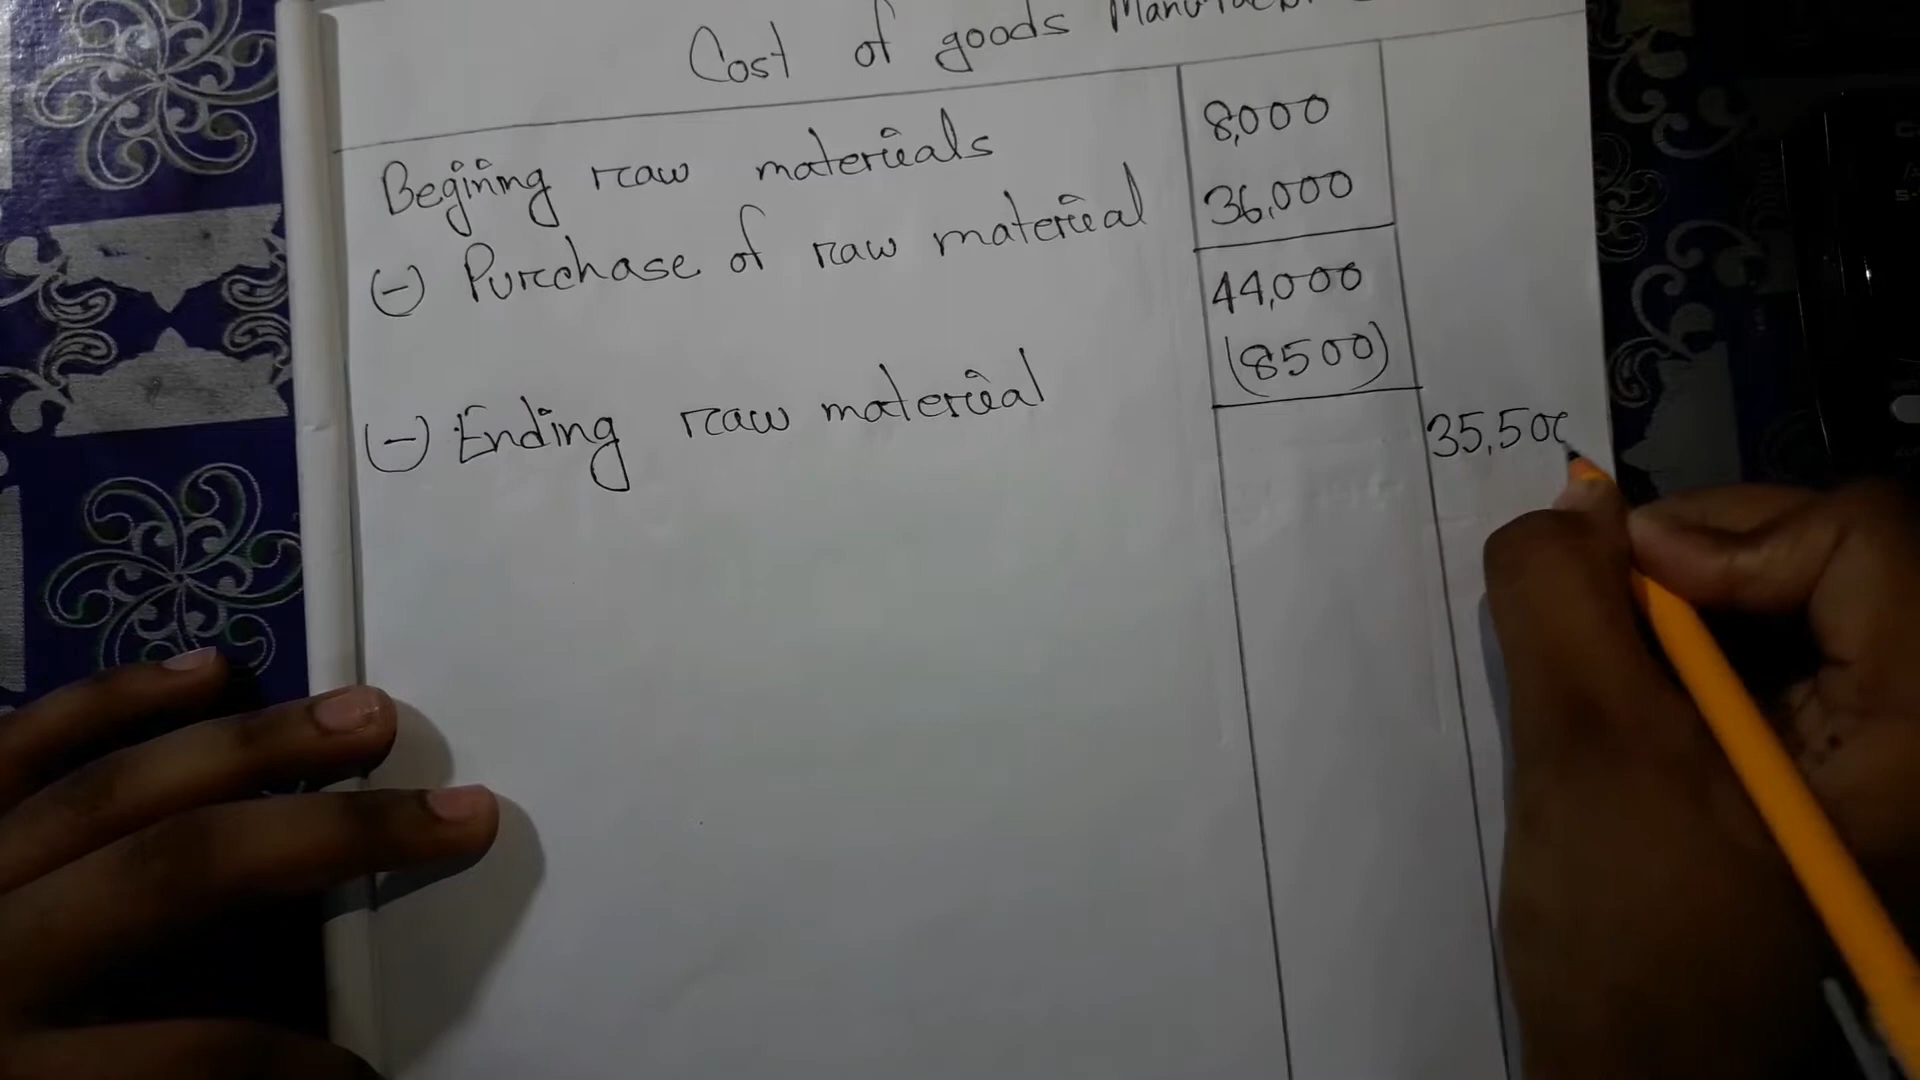 Cost of goods
Begining raw materials 8,000
(-) Purchase of raw material 36,000
44,000
(-) Ending raw material (8500)
35,500